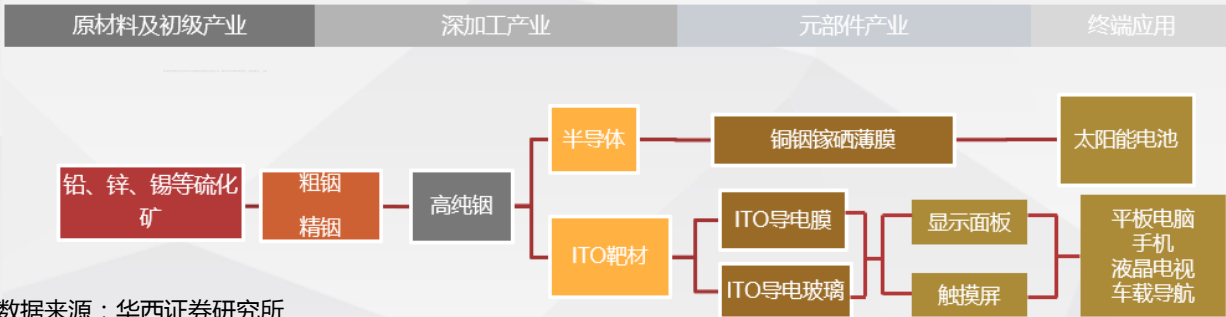 原材料及初级产业
深加工产业
元部件产业
终端应用
铅、锌、锡等硫化
矿
粗铟
精铟
高纯铟
半导体
铜铟镓硒薄膜
太阳能电池
ITO靶材
ITO导电膜
ITO导电玻璃
显示面板
触摸屏
平板电脑
手机
液晶电视
车载导航
数据来源：华西证券研究所